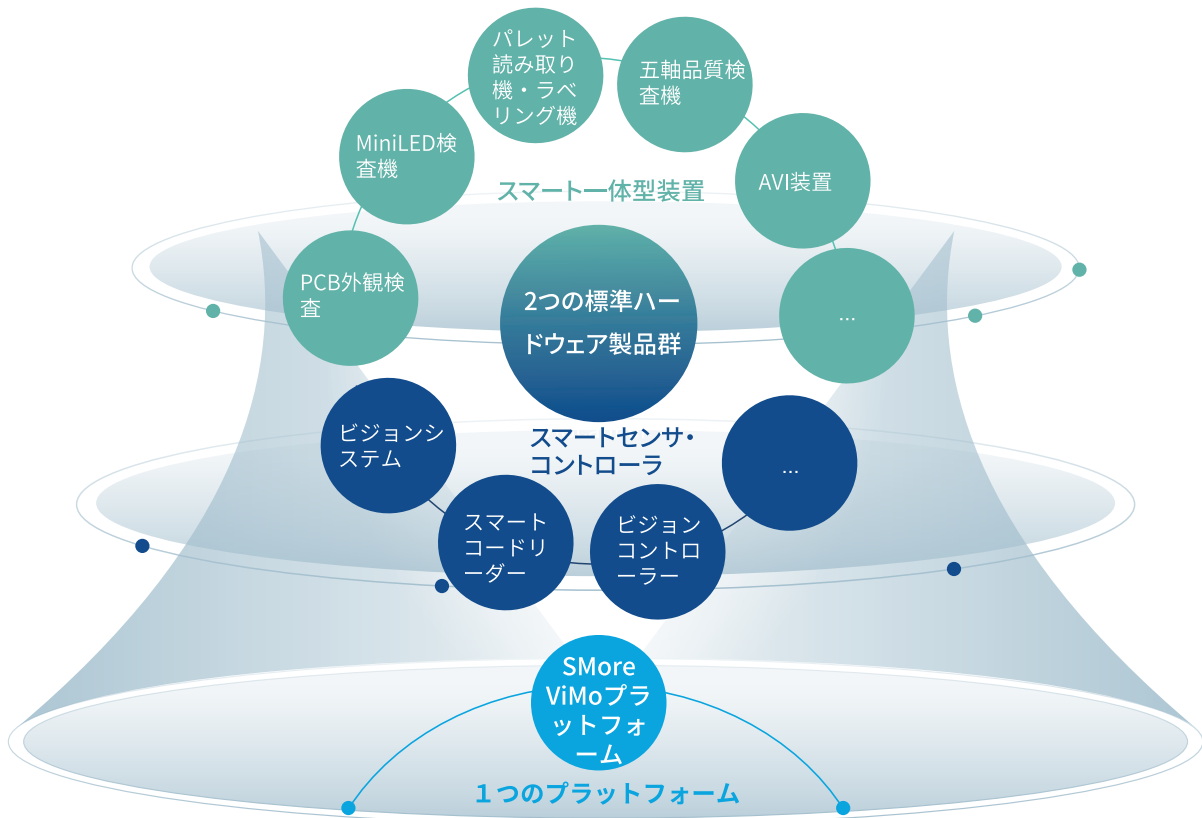 パレット
読み取り
機・ラベ
リング機
五軸品質検
査機
MiniLED検
査機
AVI装置
スマート一体型装置
PCB外観検
査
2つの標準ハー
ドウェア製品群
...
ビジョンシ
ステム
スマートセンサ・
コントローラ
...
スマート
コードリ
ーダー
ビジョン
コントロ
ーラー
SMore
ViMoプラ
ットフォ
ーム
１つのプラットフォーム